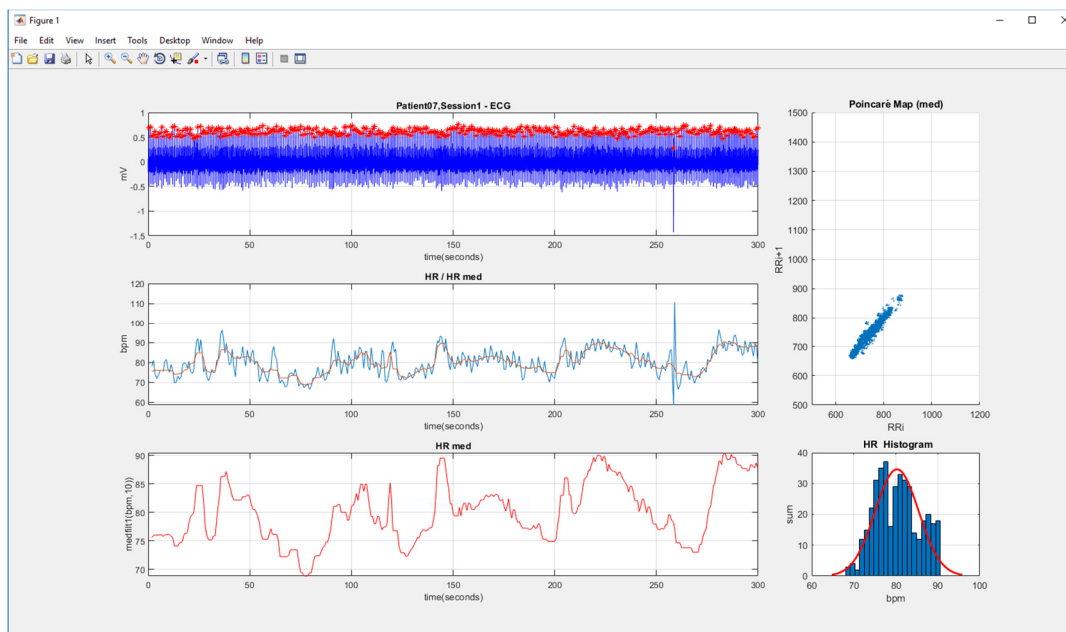 Figure 1
File Edit View Insert Tools Desktop Window Help
Patient07,Session1 - ECG
mV
1
0.5
0
-0.5
-1
-1.5
0 50 100 150 200 250 300
time(seconds)
HR / HR med
bpm
120
110
100
90
80
70
60
0 50 100 150 200 250 300
time(seconds)
HR med
medfilt1(bpm,10))
90
85
80
75
70
0 50 100 150 200 250 300
time(seconds)
Poincarè Map (med)
RRi+1
1500
1400
1300
1200
1100
1000
900
800
700
600
500
600 800 1000 1200
RRi
HR Histogram
sum
40
30
20
10
0
60 70 80 90 100
bpm